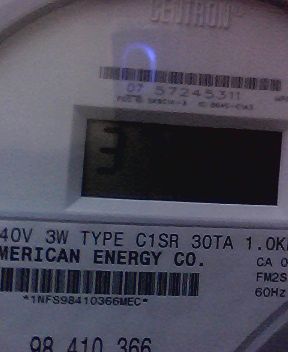 CENTRON
07 57245311
3
40V 3W TYPE C1SR 30TA 1.0K
MERICAN ENERGY CO.
CA 0
FM2S
*1NFS98410366MEC*
60Hz
98 410 366